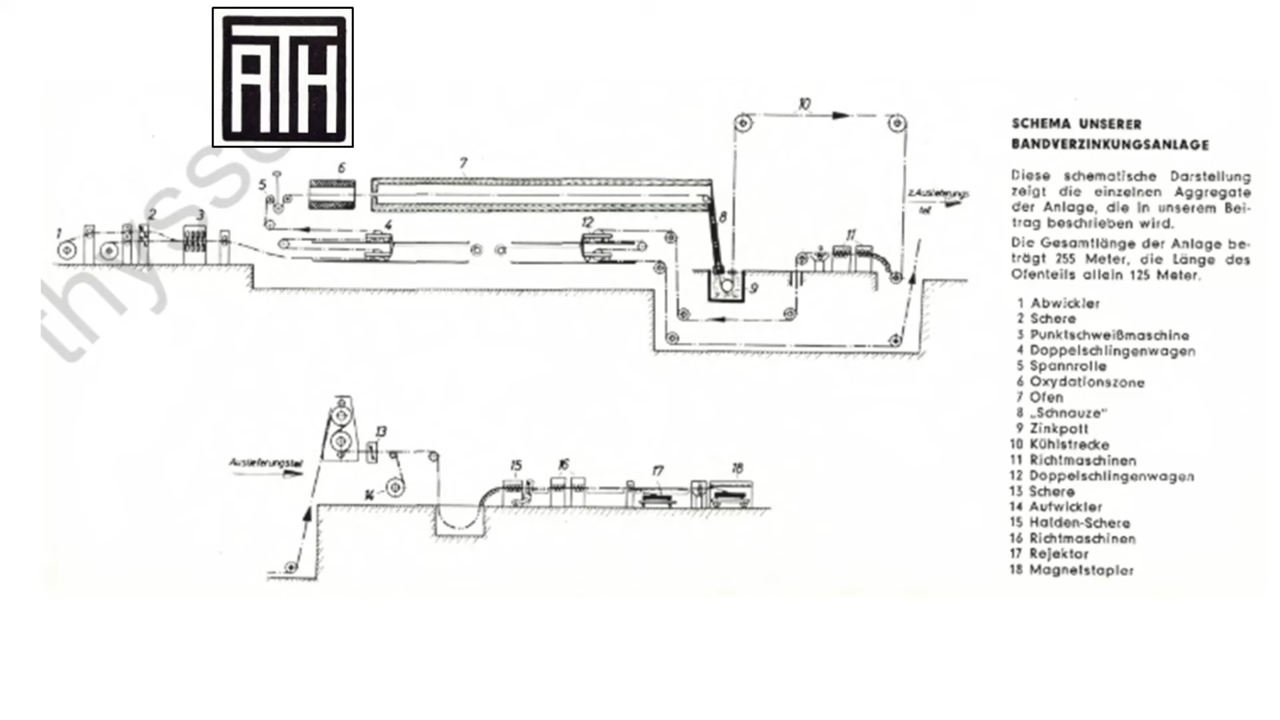 ATH
thysse
10
SCHEMA UNSERER
BANDVERZINKUNGSANLAGE
Diese schematische Darstellung
zeigt die einzelnen Aggregate
der Anlage, die in unserem Bei-
trag beschrieben wird.
Die Gesamtlänge der Anlage be-
trägt 255 Meter, die Länge des
Ofenteils allein 125 Meter.
1 Abwickler
2 Schere
3 Punktschweißmaschine
4 Doppelschlingenwagen
5 Spannrolle
6 Oxydationszone
7 Ofen
8 „Schnauze“
9 Zinkpott
10 Kühlstrecke
11 Richtmaschinen
12 Doppelschlingenwagen
13 Schere
14 Aufwickler
15 Halden-Schere
16 Richtmaschinen
17 Rejektor
18 Magnetstapler
5 6 7
z. Auslieferungs
teil
1 2 3 4 12 8 11
9
Auslieferungsteil
13
14 15 16 17 18